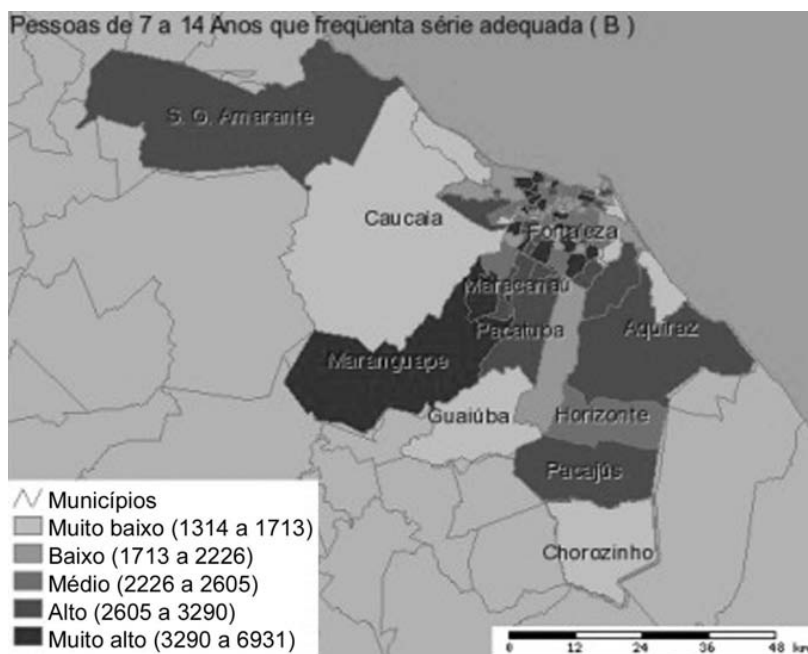 Pessoas de 7 a 14 Anos que freqüenta série adequada ( B )
S. G. Amarante
Caucaia
Fortaleza
Maracanaú
Pacatuba
Aquiraz
Maranguape
Guaiúba
Horizonte
Pacajús
Chorozinho
Municípios
Muito baixo (1314 a 1713)
Baixo (1713 a 2226)
Médio (2226 a 2605)
Alto (2605 a 3290)
Muito alto (3290 a 6931)
0 12 24 36 48 km